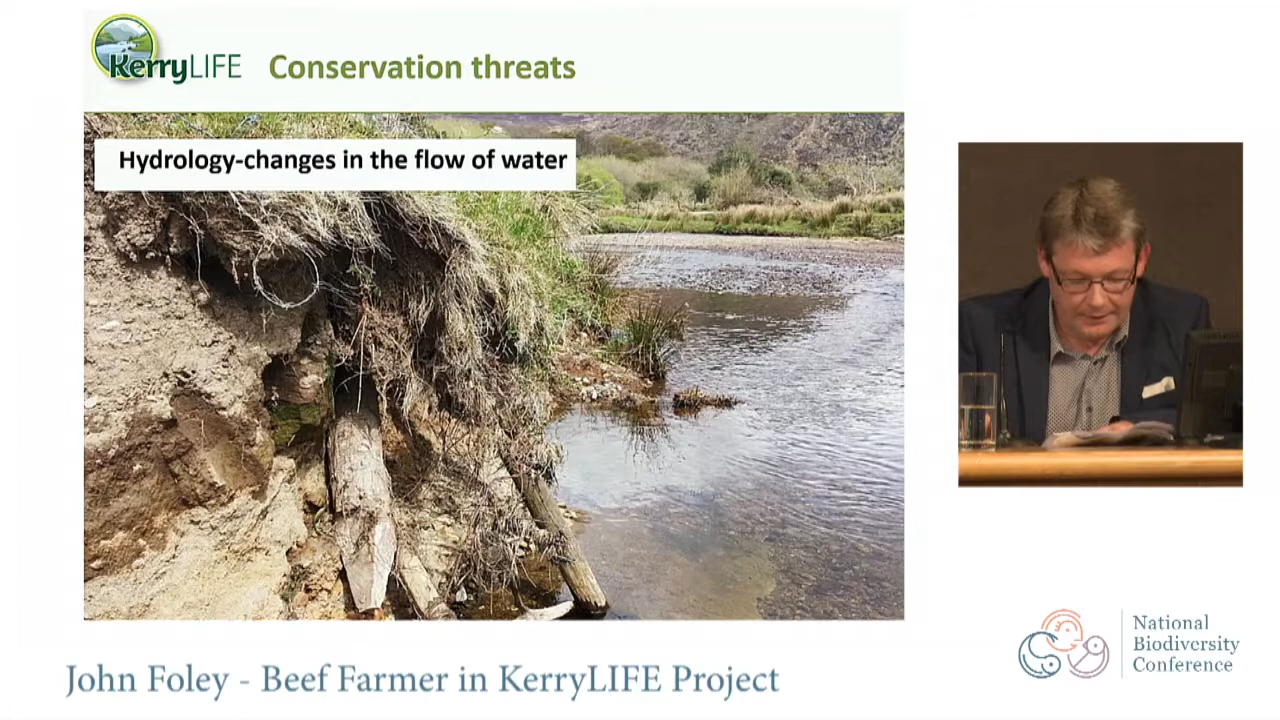 KerryLIFE
Conservation threats
Hydrology-changes in the flow of water
National
Biodiversity
Conference
John Foley - Beef Farmer in KerryLIFE Project